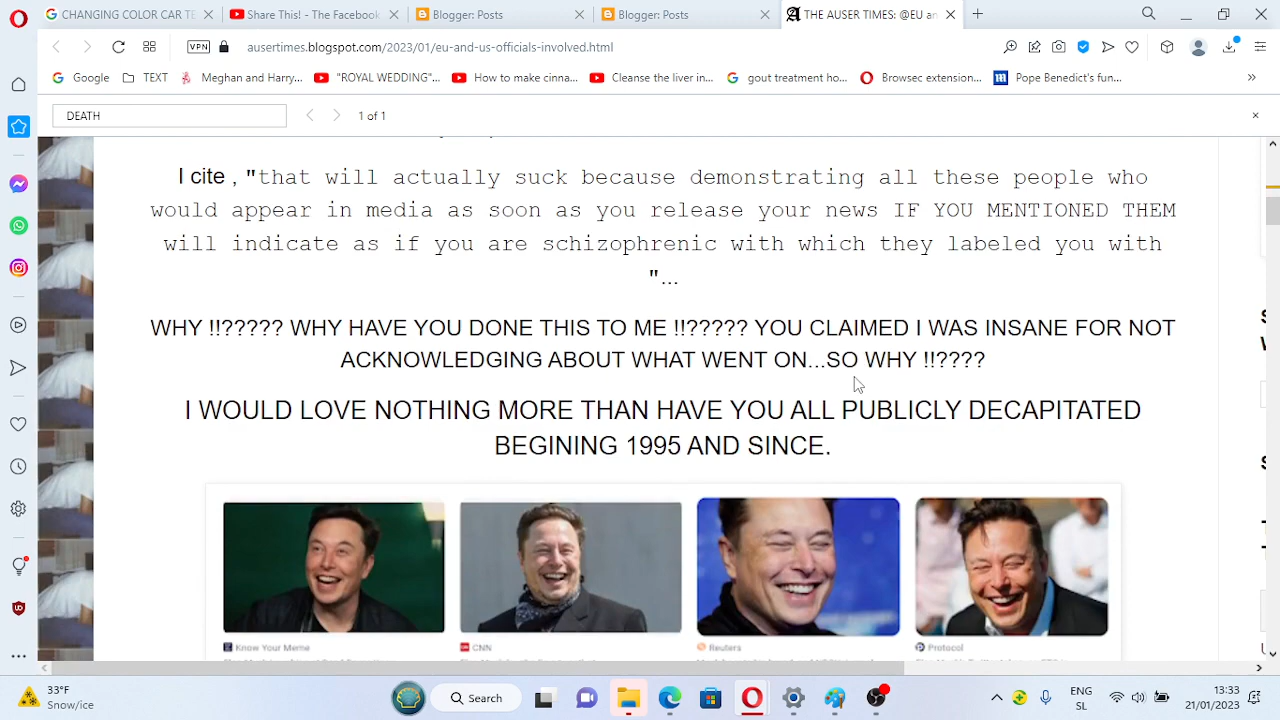 CHANGING COLOR CAR TE
Share This! - The Facebook
Blogger: Posts
Blogger: Posts
THE AUSER TIMES: @EU an
VPN
ausertimes.blogspot.com/2023/01/eu-and-us-officials-involved.html
Google
TEXT
Meghan and Harry...
"ROYAL WEDDING"...
How to make cinna...
Cleanse the liver in...
gout treatment ho...
Browsec extension...
Pope Benedict's fun...
DEATH
1 of 1
I cite , "that will actually suck because demonstrating all these people who
would appear in media as soon as you release your news IF YOU MENTIONED THEM
will indicate as if you are schizophrenic with which they labeled you with
"...
WHY !!????? WHY HAVE YOU DONE THIS TO ME !!????? YOU CLAIMED I WAS INSANE FOR NOT
ACKNOWLEDGING ABOUT WHAT WENT ON...SO WHY !!????
I WOULD LOVE NOTHING MORE THAN HAVE YOU ALL PUBLICLY DECAPITATED
BEGINING 1995 AND SINCE.
Know Your Meme
CNN
Reuters
Protocol
33°F
Snow/ice
Search
ENG
SL
13:33
21/01/2023